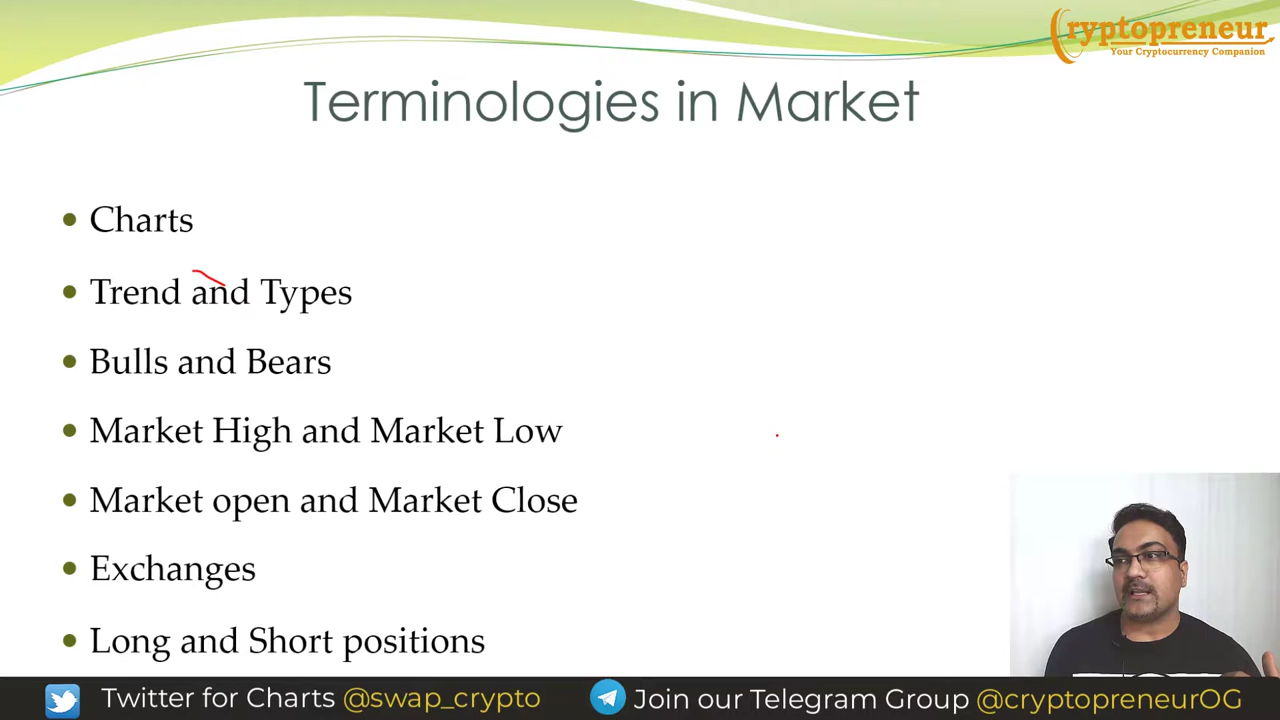 Cryptopreneur
Your Cryptocurrency Companion
Terminologies in Market
• Charts
• Trend and Types
• Bulls and Bears
• Market High and Market Low
• Market open and Market Close
• Exchanges
• Long and Short positions
Twitter for Charts @swap_crypto
Join our Telegram Group @cryptopreneurOG